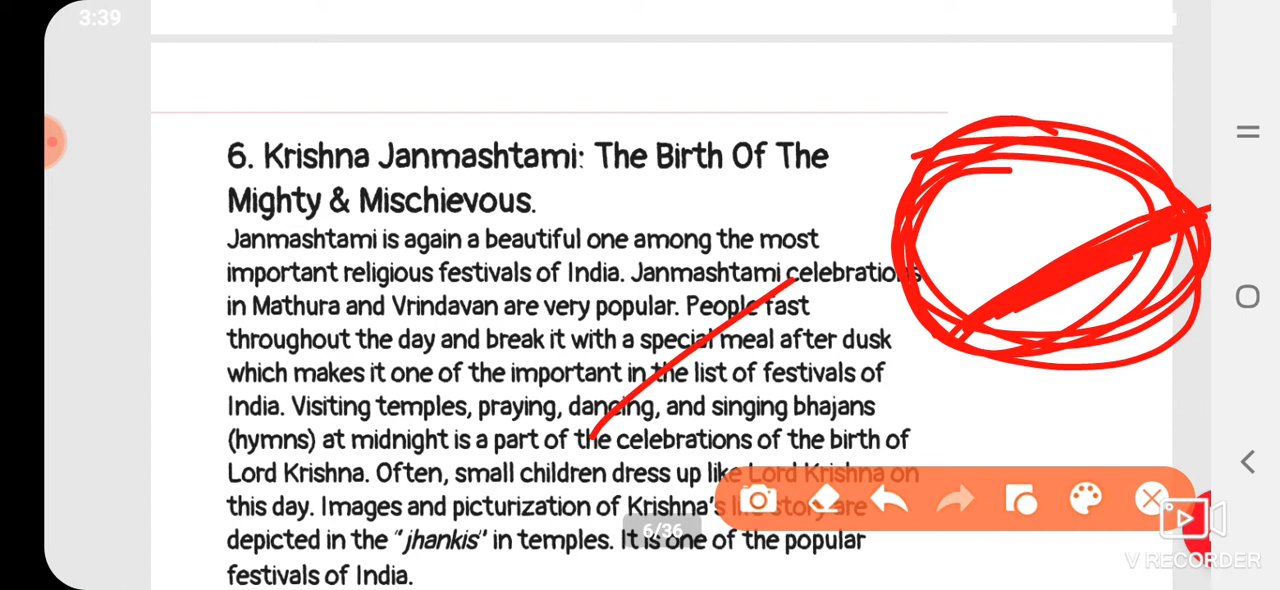 3:39
6. Krishna Janmashtami: The Birth Of The
Mighty & Mischievous.
Janmashtami is again a beautiful one among the most
important religious festivals of India. Janmashtami celebrations
in Mathura and Vrindavan are very popular. People fast
throughout the day and break it with a special meal after dusk
which makes it one of the important in the list of festivals of
India. Visiting temples, praying, dancing, and singing bhajans
(hymns) at midnight is a part of the celebrations of the birth of
Lord Krishna. Often, small children dress up like Lord Krishna on
this day. Images and picturization of Krishna's life story are
6/36
depicted in the "jhankis" in temples. It is one of the popular
festivals of India.
V RECORDER